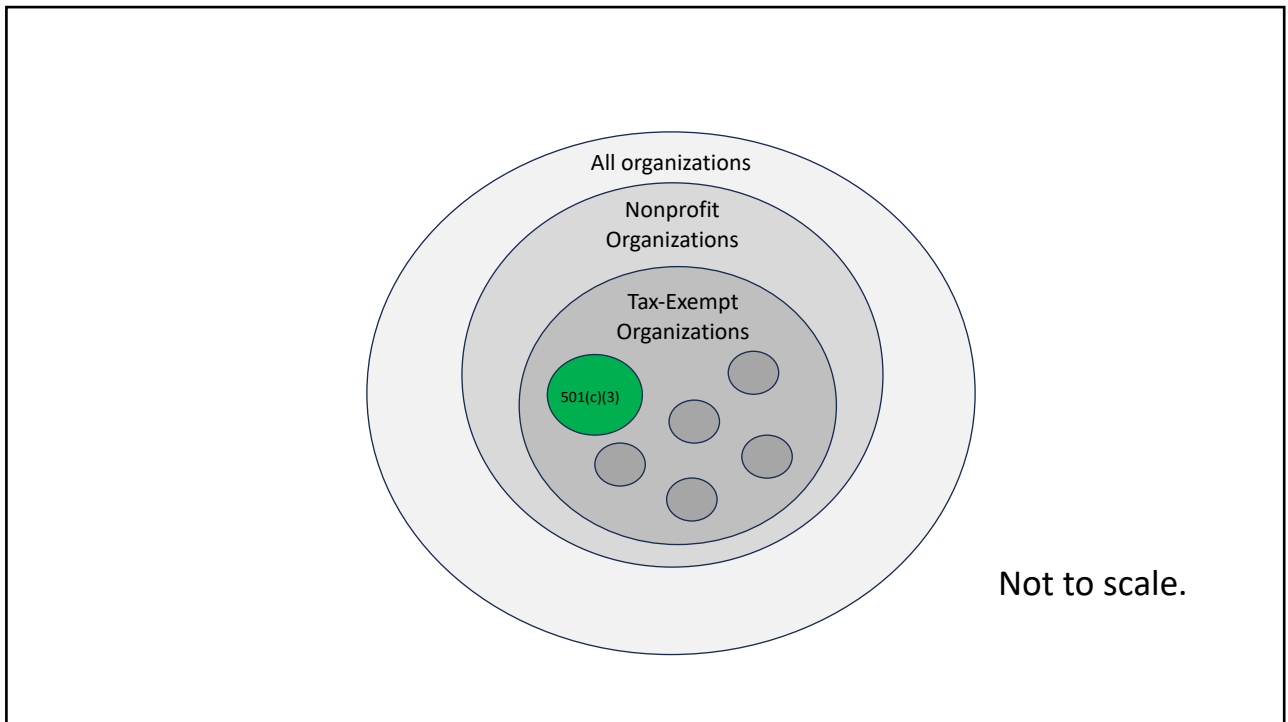 All organizations
Nonprofit
Organizations
Tax-Exempt
Organizations
501(c)(3)
Not to scale.